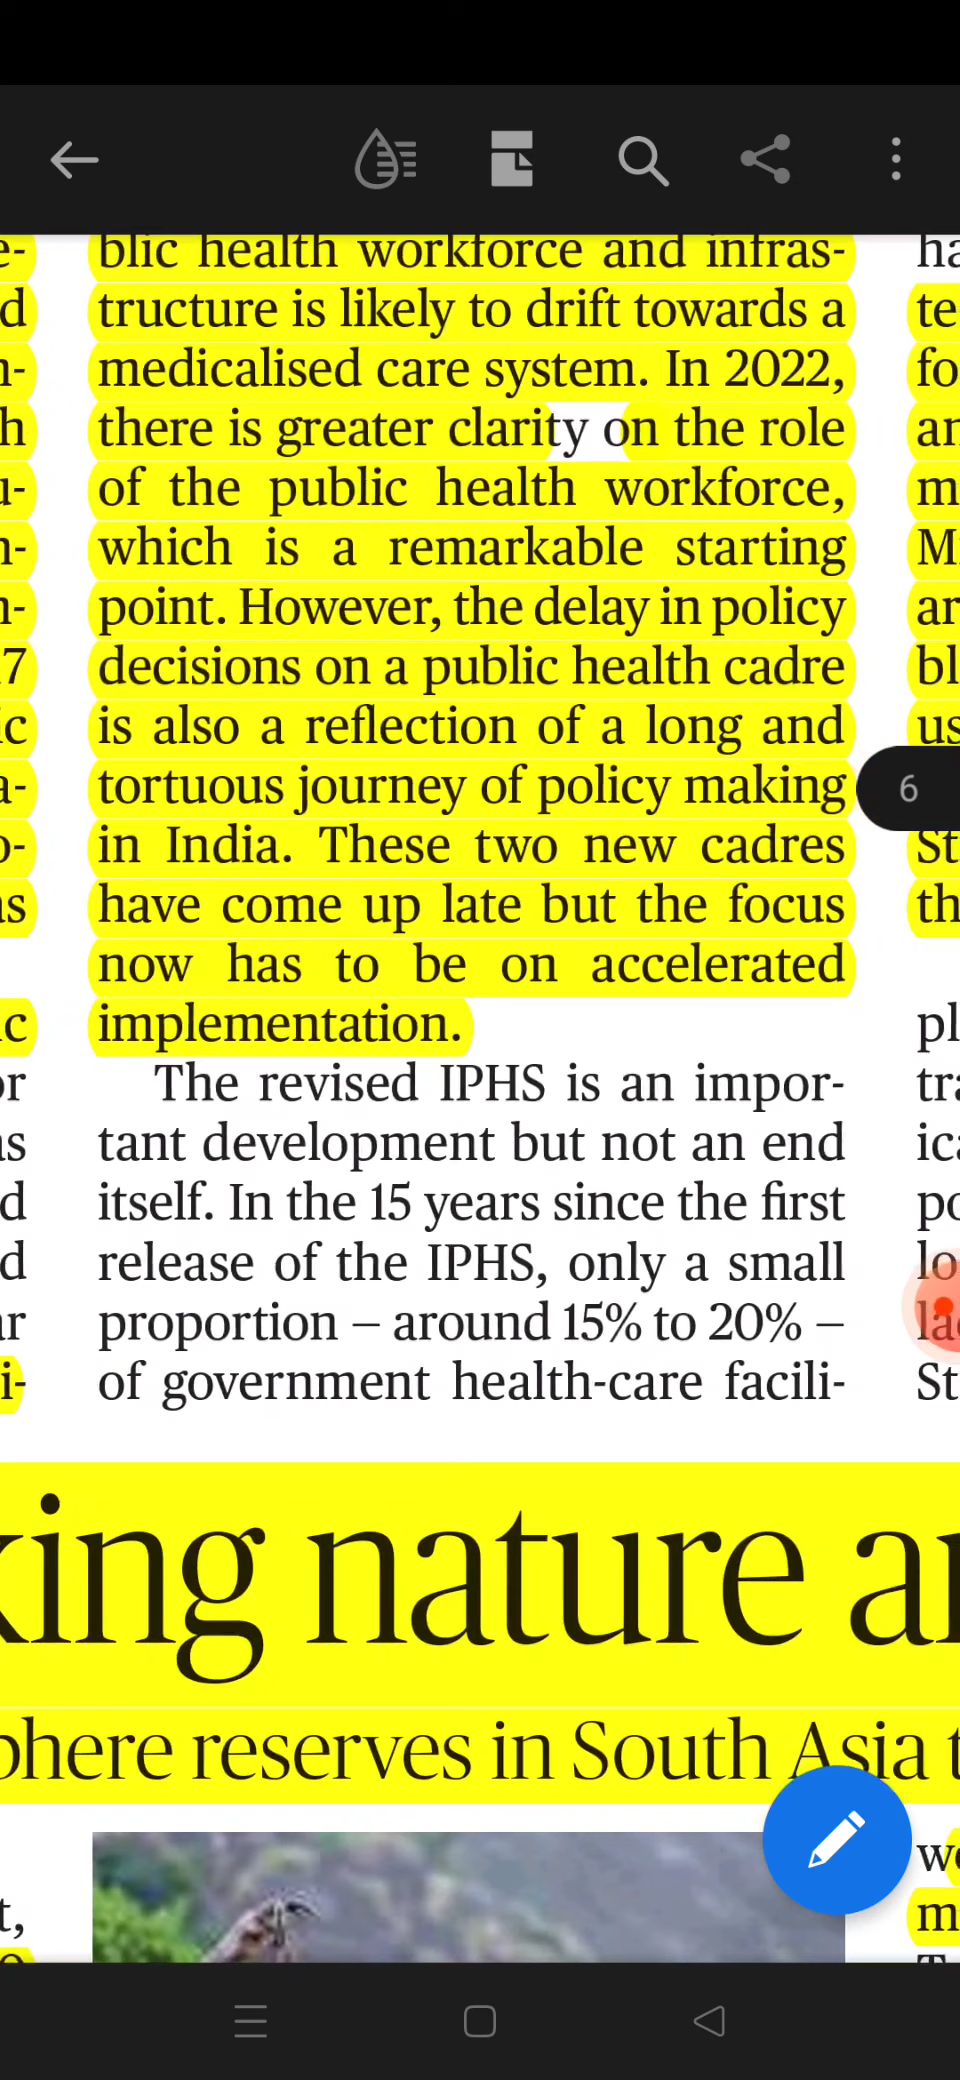 blic health workforce and infras-
tructure is likely to drift towards a
medicalised care system. In 2022,
there is greater clarity on the role
of the public health workforce,
which is a remarkable starting
point. However, the delay in policy
decisions on a public health cadre
is also a reflection of a long and
tortuous journey of policy making
in India. These two new cadres
have come up late but the focus
now has to be on accelerated
implementation.
The revised IPHS is an impor-
tant development but not an end
itself. In the 15 years since the first
release of the IPHS, only a small
proportion – around 15% to 20% –
of government health-care facili-
6
king nature
phere reserves in South Asia